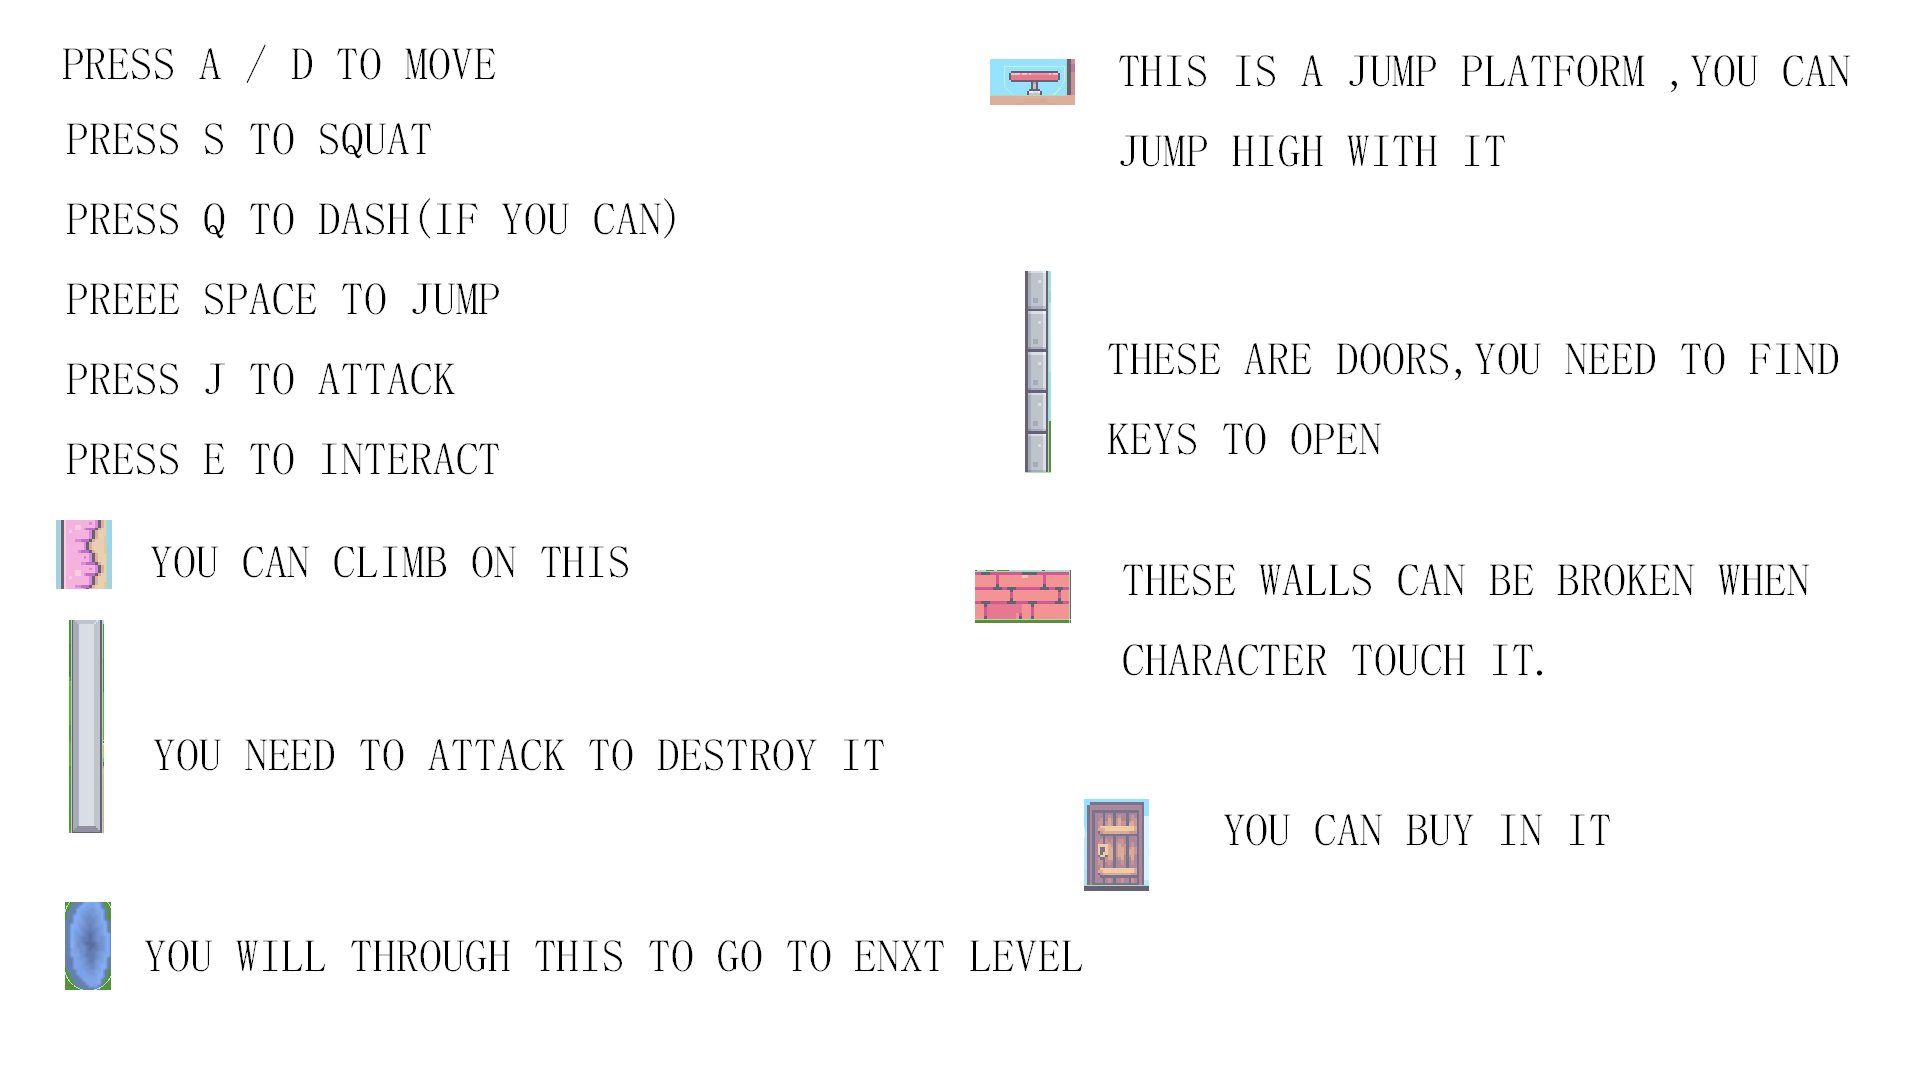 PRESS A / D TO MOVE
PRESS S TO SQUAT
PRESS Q TO DASH(IF YOU CAN)
PREEE SPACE TO JUMP
PRESS J TO ATTACK
PRESS E TO INTERACT
YOU CAN CLIMB ON THIS
YOU NEED TO ATTACK TO DESTROY IT
YOU WILL THROUGH THIS TO GO TO ENXT LEVEL
THIS IS A JUMP PLATFORM ,YOU CAN
JUMP HIGH WITH IT
THESE ARE DOORS,YOU NEED TO FIND
KEYS TO OPEN
THESE WALLS CAN BE BROKEN WHEN
CHARACTER TOUCH IT.
YOU CAN BUY IN IT